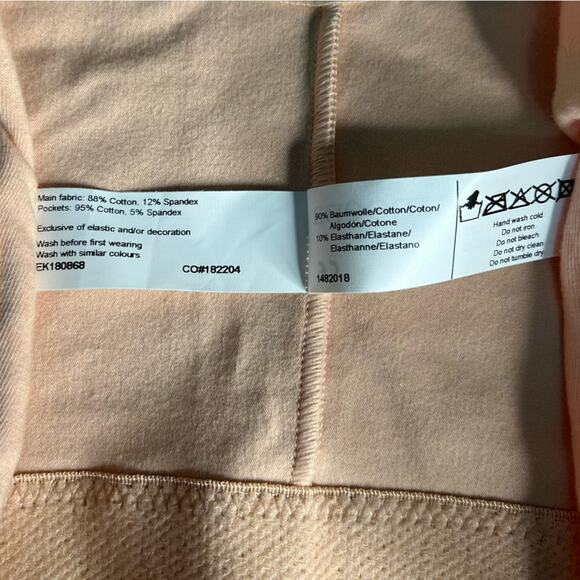 Main fabric: 88% Cotton, 12% Spandex
Pockets: 95% Cotton, 5% Spandex
Exclusive of elastic and/or decoration
Wash before first wearing
Wash with similar colours
EK180868 CO#182204
90% Baumwolle/Cotton/Coton/
Algodón/Cotone
10% Elasthan/Elastane/
Elasthanne/Elastano
1482018
Hand wash cold
Do not iron
Do not bleach
Do not dry clean
Do not tumble dry